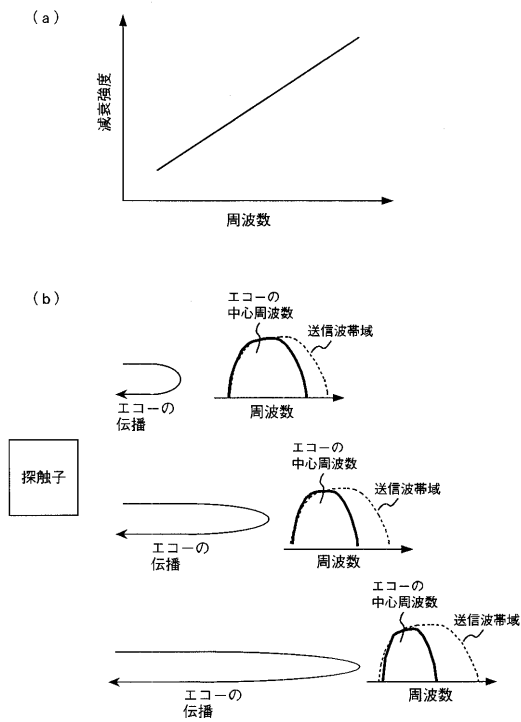 (a)
減衰強度
周波数
(b)
エコーの
中心周波数
送信波帯域
エコーの
伝播
周波数
探触子
エコーの
中心周波数
送信波帯域
エコーの
伝播
周波数
エコーの
中心周波数
送信波帯域
エコーの
伝播
周波数